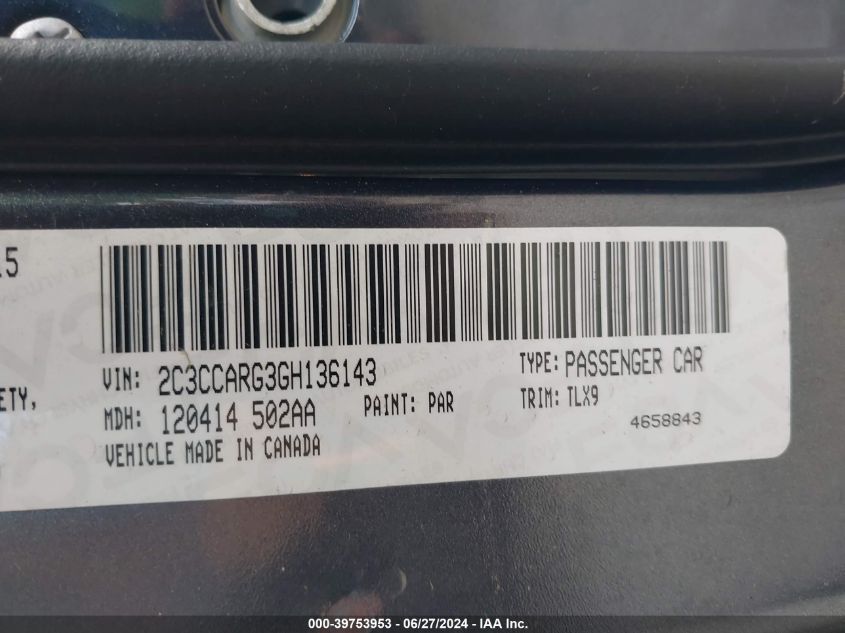 15
ETY,
VIN: 2C3CCARG3GH136143
TYPE: PASSENGER CAR
MDH: 120414 502AA
PAINT: PAR
TRIM: TLX9
VEHICLE MADE IN CANADA
4658843
000-39753953 - 06/27/2024 - IAA Inc.